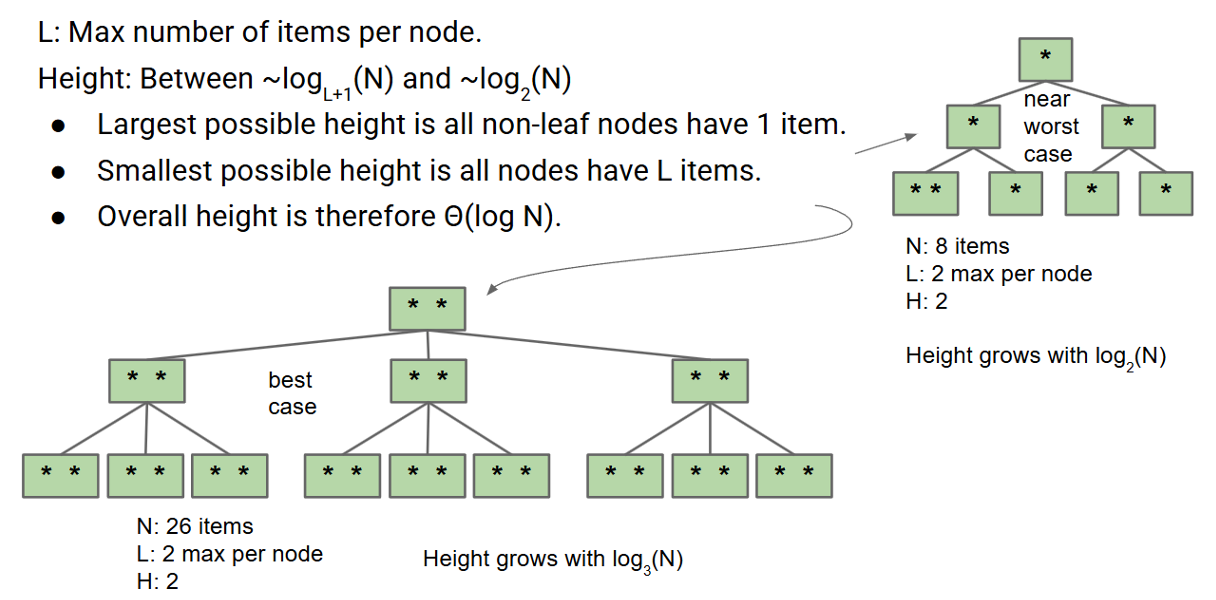 L: Max number of items per node.
Height: Between ~log_{L+1}(N) and ~log_2(N)
● Largest possible height is all non-leaf nodes have 1 item.
● Smallest possible height is all nodes have L items.
● Overall height is therefore Θ(log N).
*
near
worst
case
* *
* * * * *
N: 8 items
L: 2 max per node
H: 2
Height grows with log_2(N)
* *
best
case
* * * * * *
* * * * * * * * * * * * * * * * * *
N: 26 items
L: 2 max per node
H: 2
Height grows with log_3(N)